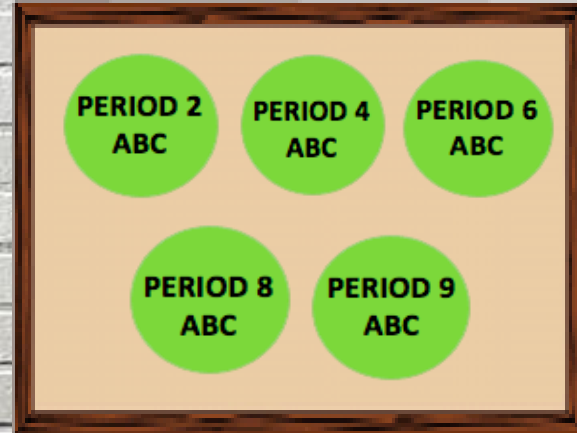 PERIOD 2
ABC
PERIOD 4
ABC
PERIOD 6
ABC
PERIOD 8
ABC
PERIOD 9
ABC